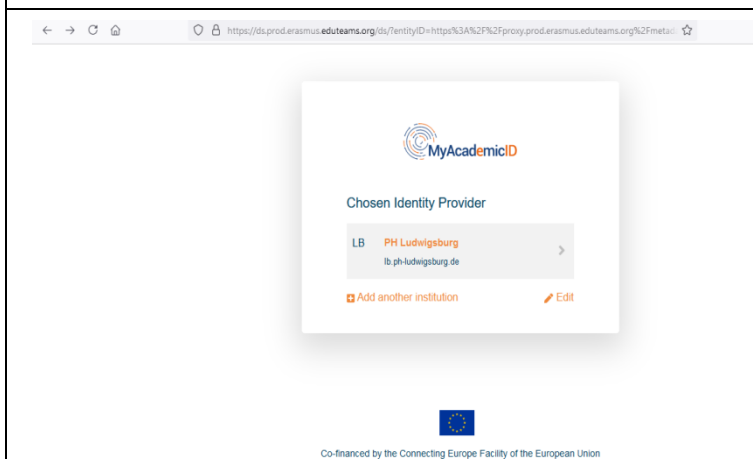 https://ds.prod.erasmus.eduteams.org/ds/?entityID=https%3A%2F%2Fproxy.prod.erasmus.eduteams.org%2Fmetad
MyAcademicID
Chosen Identity Provider
LB PH Ludwigsburg
lb.ph-ludwigsburg.de
Add another institution Edit
Co-financed by the Connecting Europe Facility of the European Union